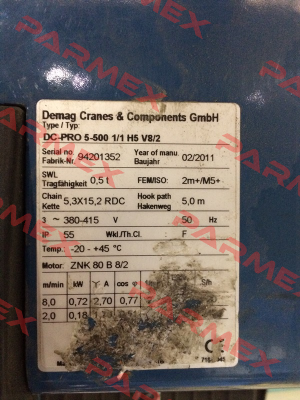 Demag Cranes & Components GmbH
Type / Typ:
DC-PRO 5-500 1/1 H5 V8/2
Serial no
Fabrik-Nr. 94201352 Year of manu.
Baujahr 02/2011
SWL
Tragfähigkeit 0,5 t FEM/ISO: 2m+/M5+
Chain
Kette 5,3X15,2 RDC Hook path
Hakenweg 5,0 m
3 ~ 380-415 V 50 Hz
IP 55 Wkl./Th.Cl. F
Temp.: -20 - +45°C
Motor: ZNK 80 B 8/2
m/min kW Y A cos φ S/h
8,0 0,72 2,70 0,77
2,0 0,18
CE
PARMEX